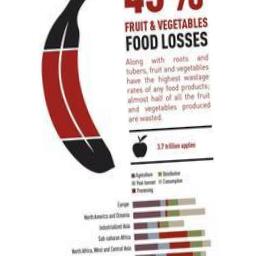 45%
FRUIT & VEGETABLES
FOOD LOSSES
Along with roots and
tubers, fruit and vegetables
have the highest wastage
rates of any food products;
almost half of all the fruit
and vegetables produced
are wasted.
3.7 trillion apples
Agriculture Distribution
Post-harvest Consumption
Processing
Europe
North America and Oceania
Industrialized Asia
Sub-saharan Africa
North Africa, West and Central Asia